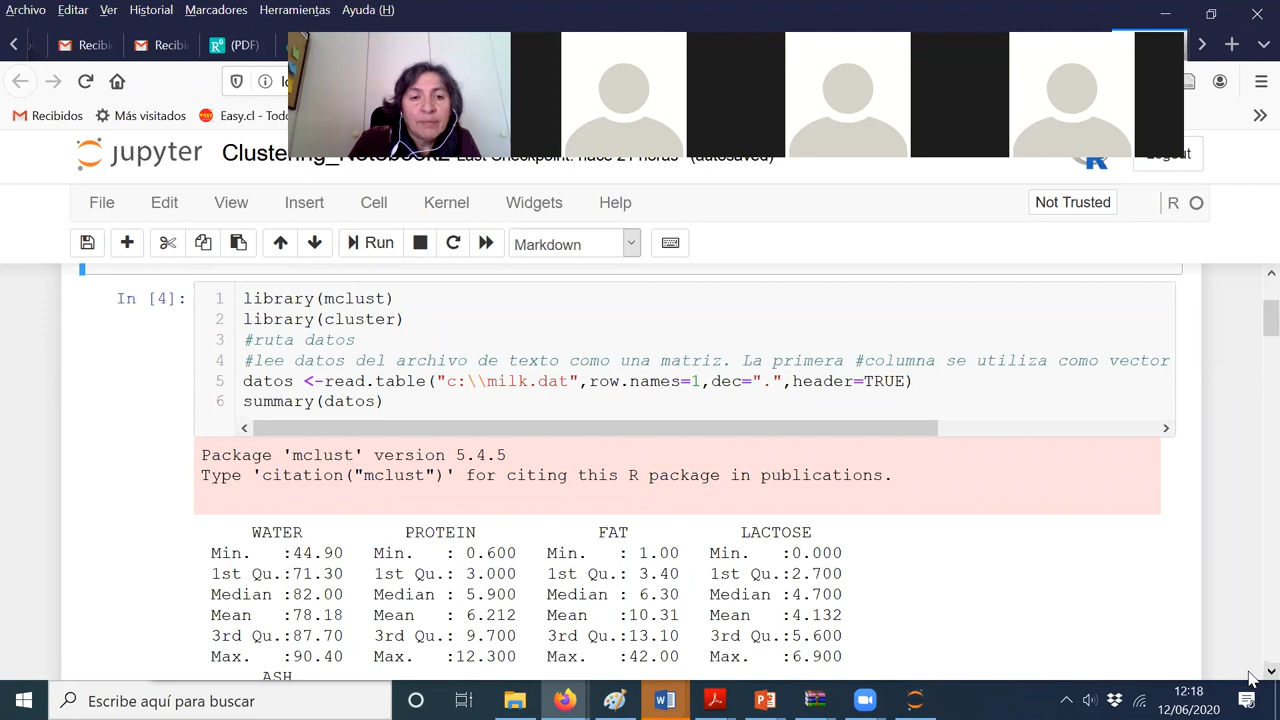 Archivo Editar Ver Historial Marcadores Herramientas Ayuda (H)
Recibi Recibi (PDF)
Recibidos Más visitados Easy.cl - Todo
jupyter
File Edit View Insert Cell Kernel Widgets Help Not Trusted R
Run Markdown
In [4]:
1 library(mclust)
2 library(cluster)
3 #ruta datos
4 #lee datos del archivo de texto como una matriz. La primera #columna se utiliza como vector
5 datos <-read.table("c:\\milk.dat",row.names=1,dec=".",header=TRUE)
6 summary(datos)
Package 'mclust' version 5.4.5
Type 'citation("mclust")' for citing this R package in publications.
WATER PROTEIN FAT LACTOSE
Min. :44.90 Min. : 0.600 Min. : 1.00 Min. :0.000
1st Qu.:71.30 1st Qu.: 3.000 1st Qu.: 3.40 1st Qu.:2.700
Median :82.00 Median : 5.900 Median : 6.30 Median :4.700
Mean :78.18 Mean : 6.212 Mean :10.31 Mean :4.132
3rd Qu.:87.70 3rd Qu.: 9.700 3rd Qu.:13.10 3rd Qu.:5.600
Max. :90.40 Max. :12.300 Max. :42.00 Max. :6.900
ASH
Escribe aquí para buscar
12:18
12/06/2020